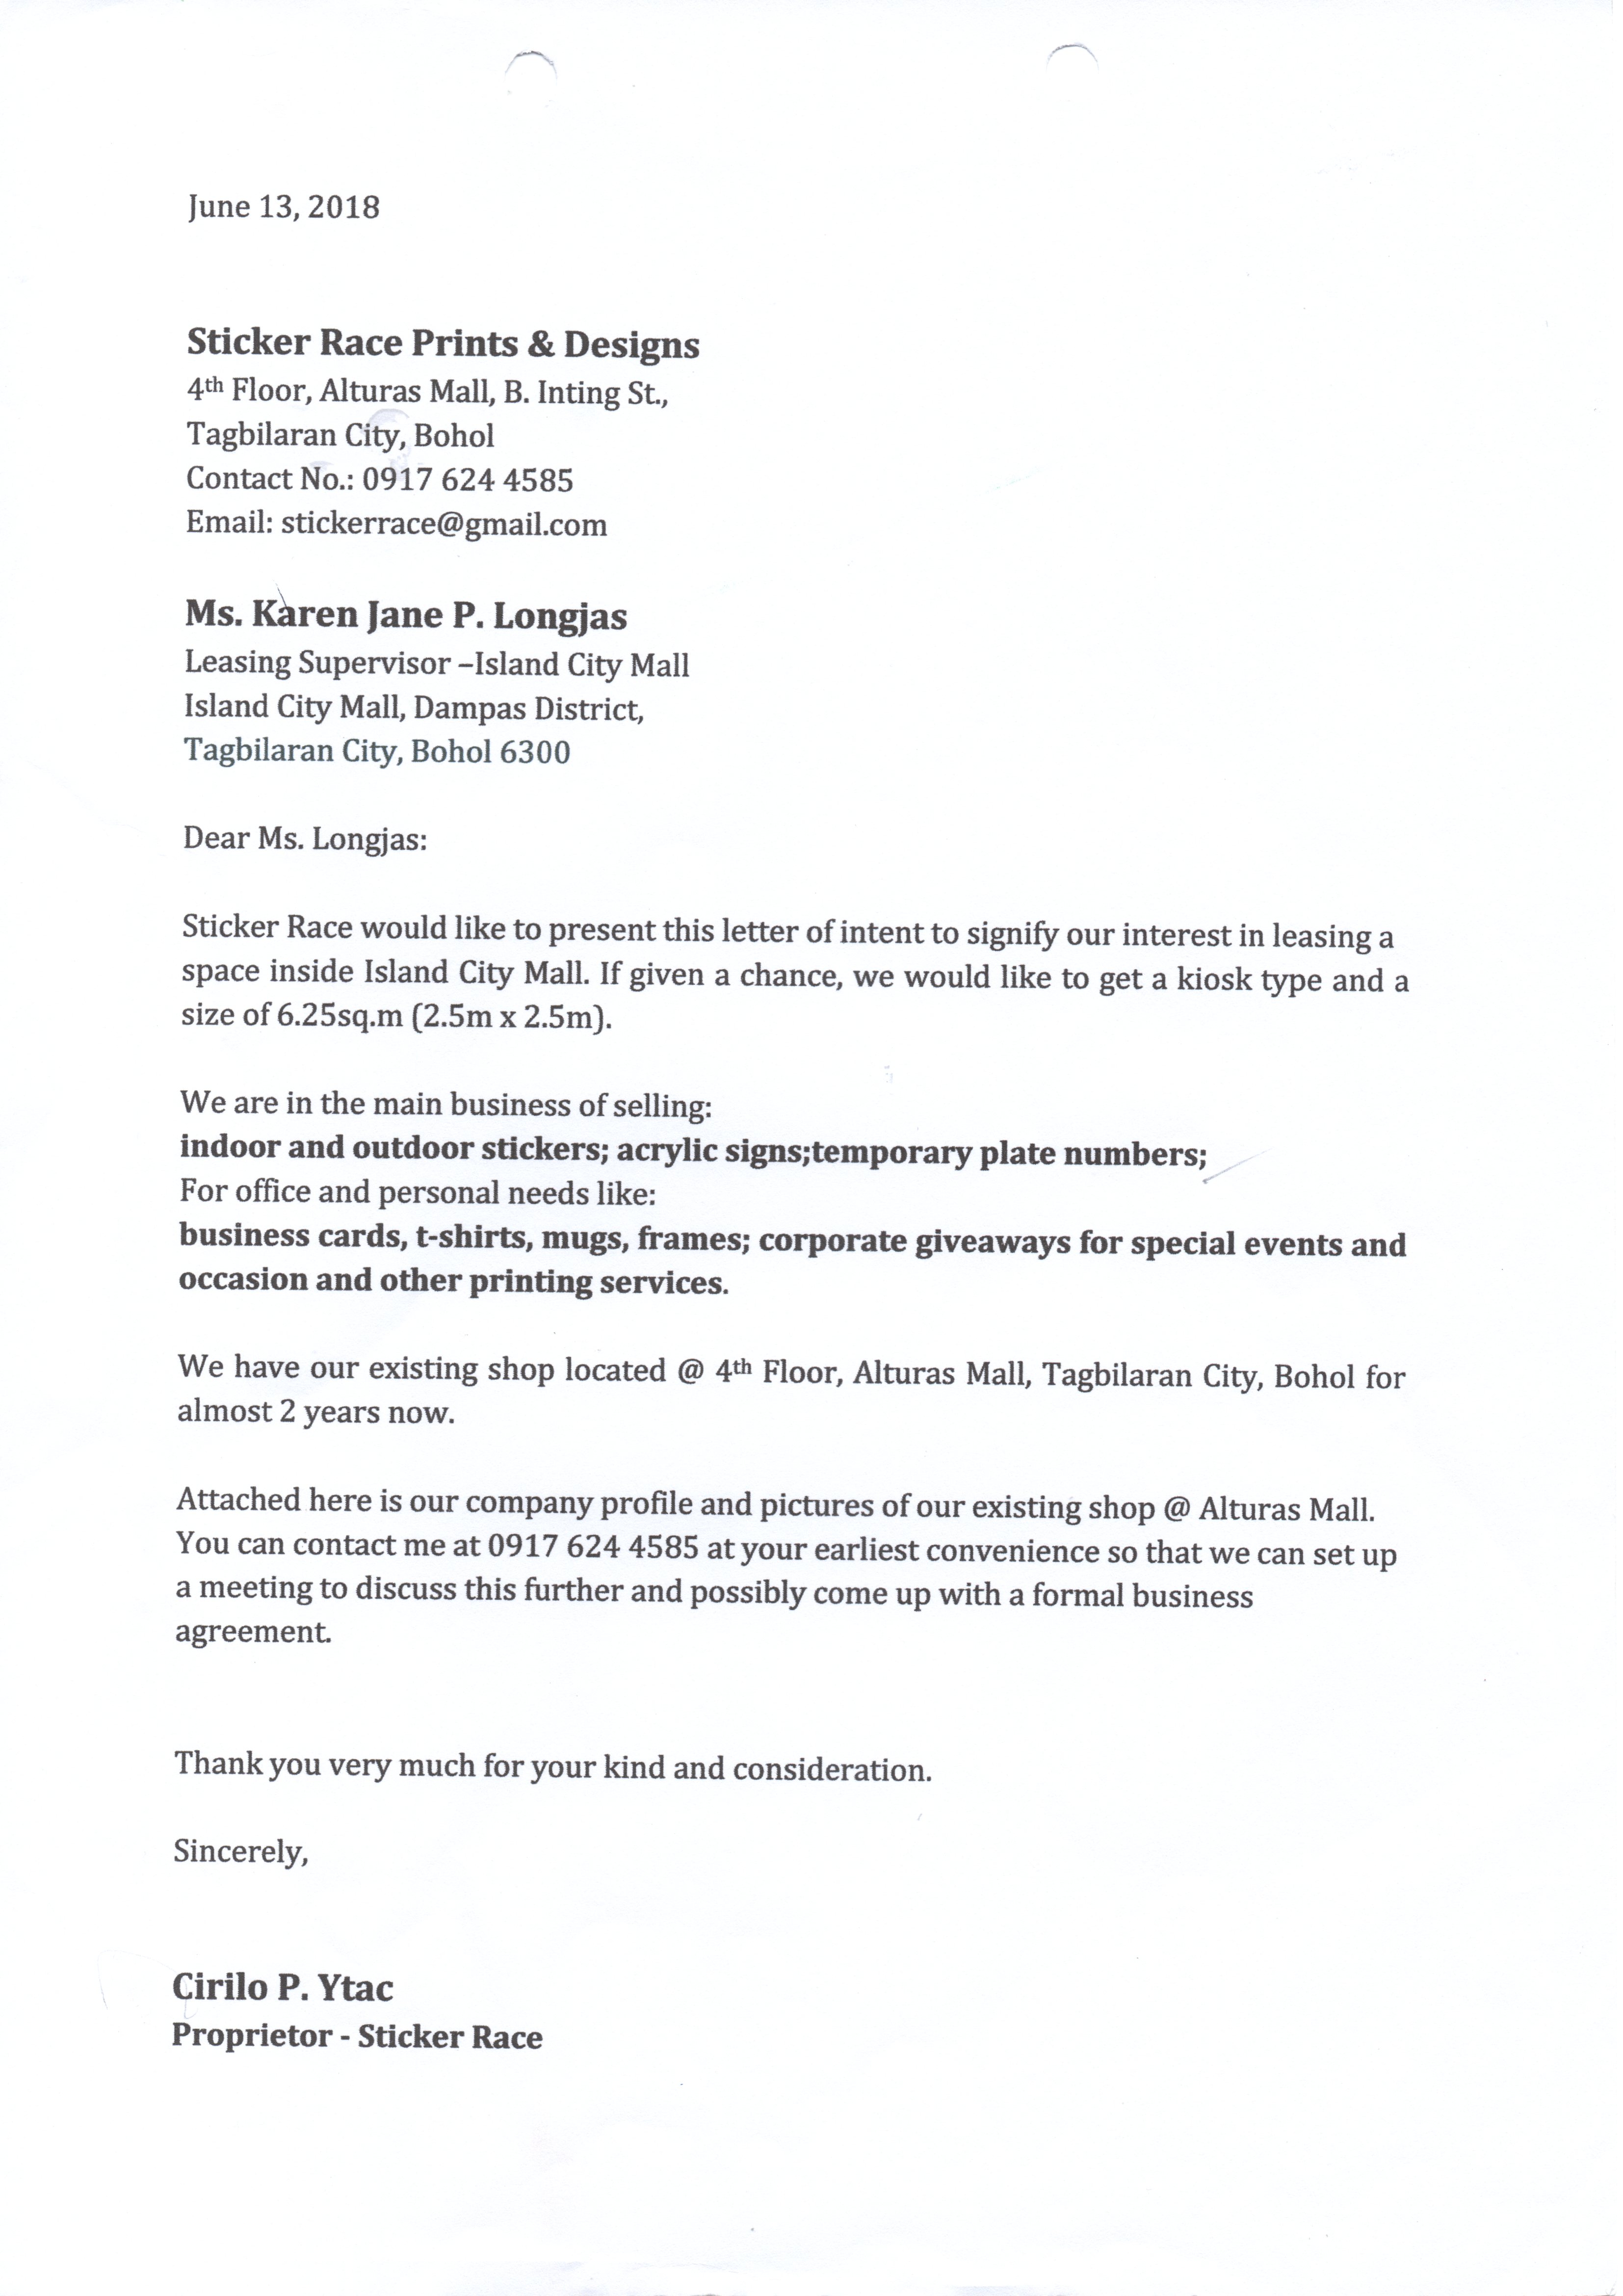 June 13, 2018
Sticker Race Prints & Designs
4th Floor, Alturas Mall, B. Inting St.,
Tagbilaran City, Bohol
Contact No.: 0917 624 4585
Email: stickerrace@gmail.com
Ms. Karen Jane P. Longjas
Leasing Supervisor –Island City Mall
Island City Mall, Dampas District,
Tagbilaran City, Bohol 6300
Dear Ms. Longjas:
Sticker Race would like to present this letter of intent to signify our interest in leasing a
space inside Island City Mall. If given a chance, we would like to get a kiosk type and a
size of 6.25sq.m (2.5m x 2.5m).
We are in the main business of selling:
indoor and outdoor stickers; acrylic signs;temporary plate numbers;
For office and personal needs like:
business cards, t-shirts, mugs, frames; corporate giveaways for special events and
occasion and other printing services.
We have our existing shop located @ 4th Floor, Alturas Mall, Tagbilaran City, Bohol for
almost 2 years now.
Attached here is our company profile and pictures of our existing shop @ Alturas Mall.
You can contact me at 0917 624 4585 at your earliest convenience so that we can set up
a meeting to discuss this further and possibly come up with a formal business
agreement.
Thank you very much for your kind and consideration.
Sincerely,
Cirilo P. Ytac
Proprietor - Sticker Race